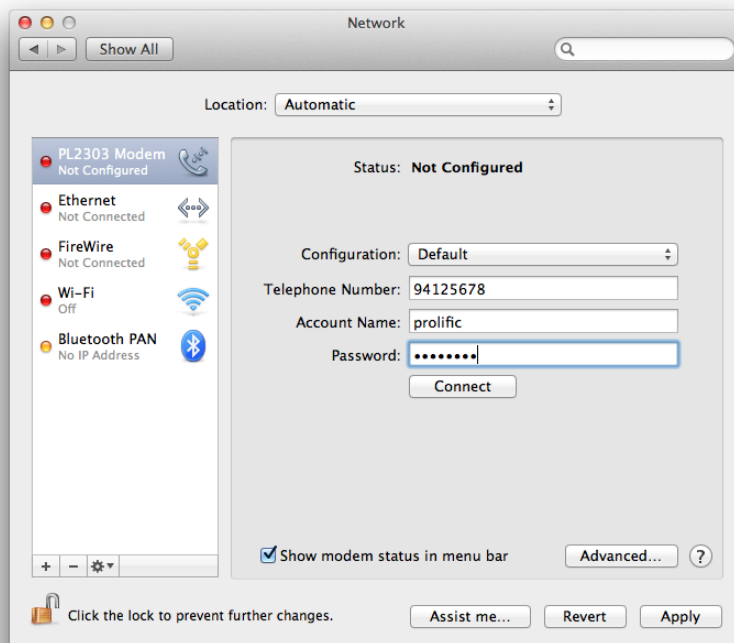 Network
Show All
Location: Automatic
PL2303 Modem
Not Configured
Ethernet
Not Connected
FireWire
Not Connected
Wi-Fi
Off
Bluetooth PAN
No IP Address
Status: Not Configured
Configuration: Default
Telephone Number: 94125678
Account Name: prolific
Password: ••••••••
Connect
Show modem status in menu bar
Advanced...
?
Click the lock to prevent further changes.
Assist me...
Revert
Apply